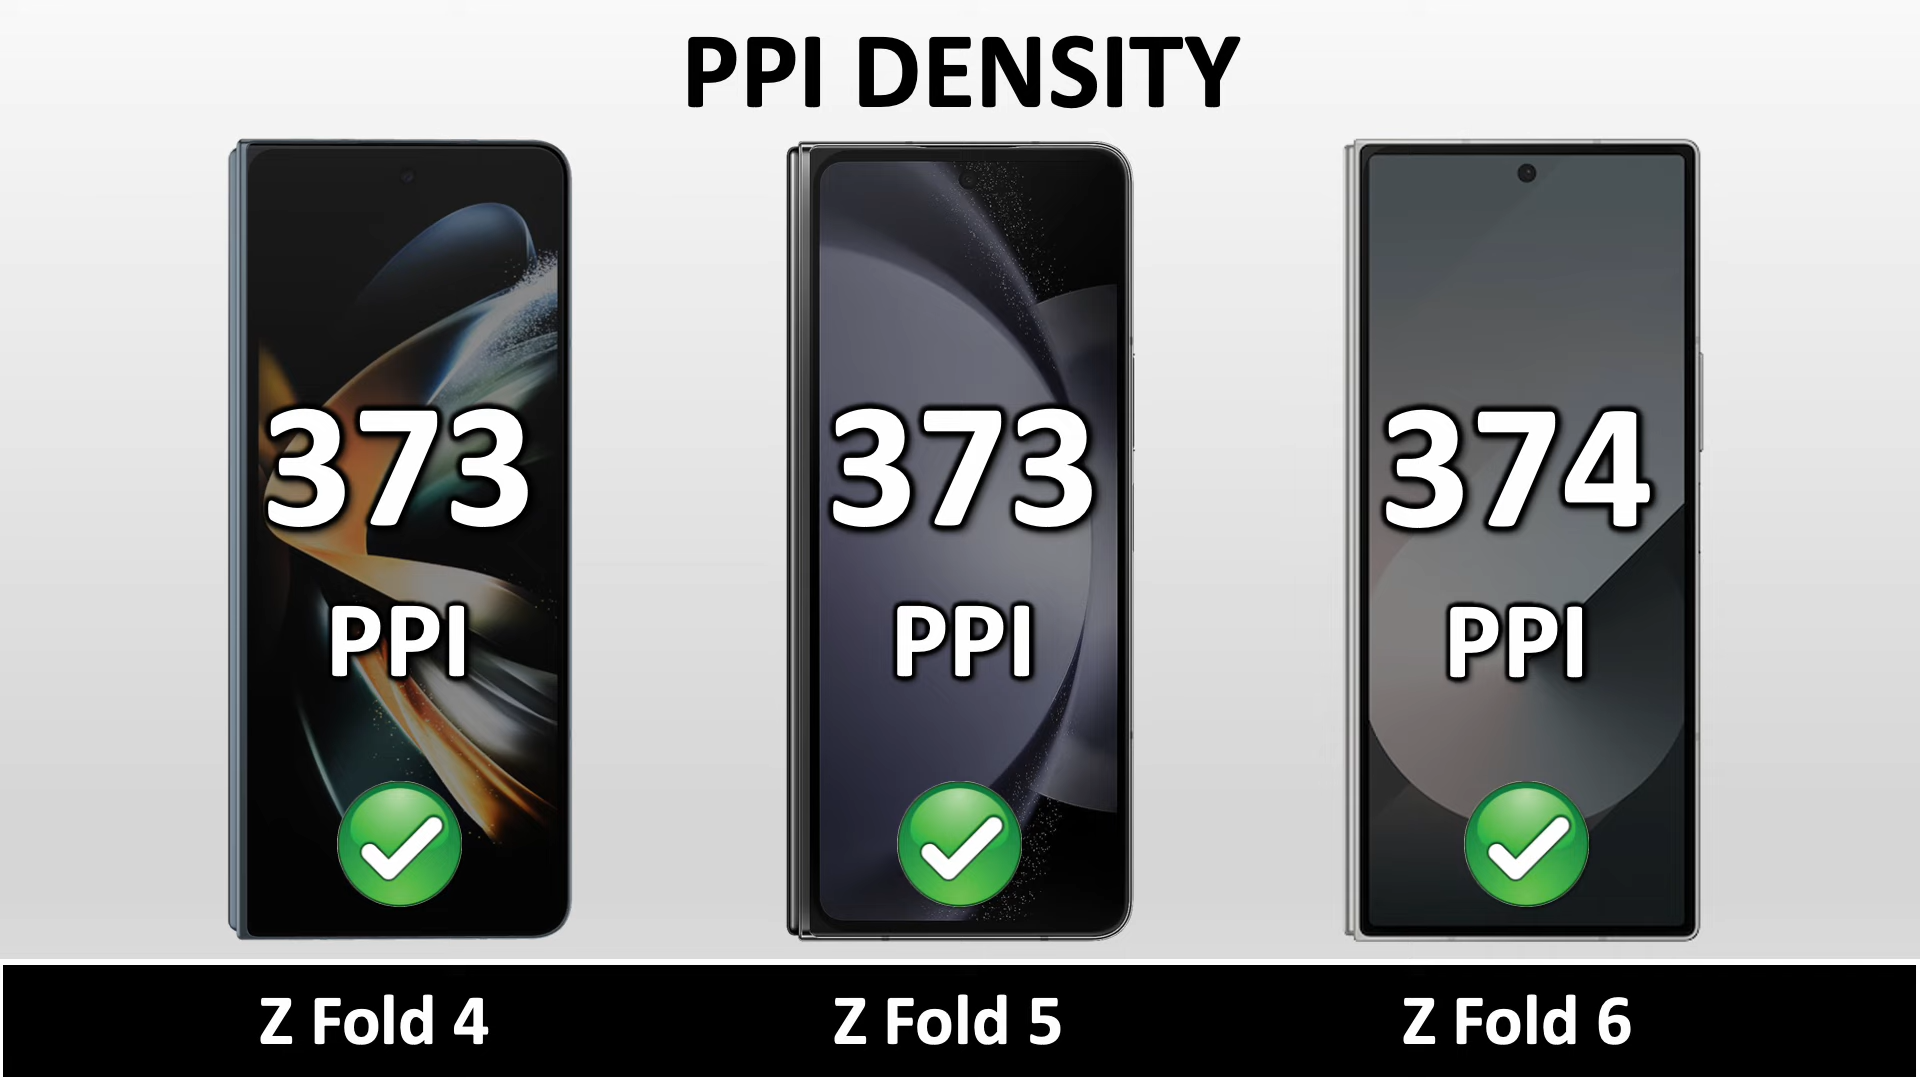 PPI DENSITY
373 373 374
PPI PPI PPI
Z Fold 4 Z Fold 5 Z Fold 6